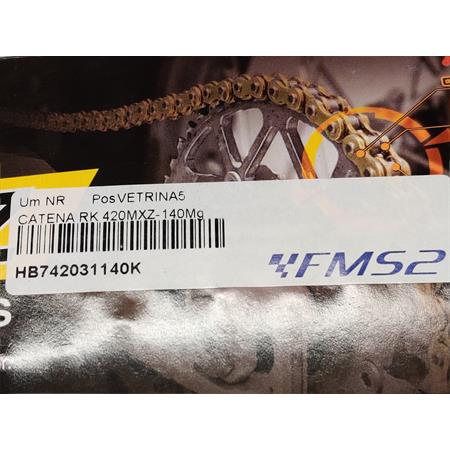 Um NR PosVETRINA5
CATENA RK 420MXZ-140Mg
HB742031140K
FMS2
S